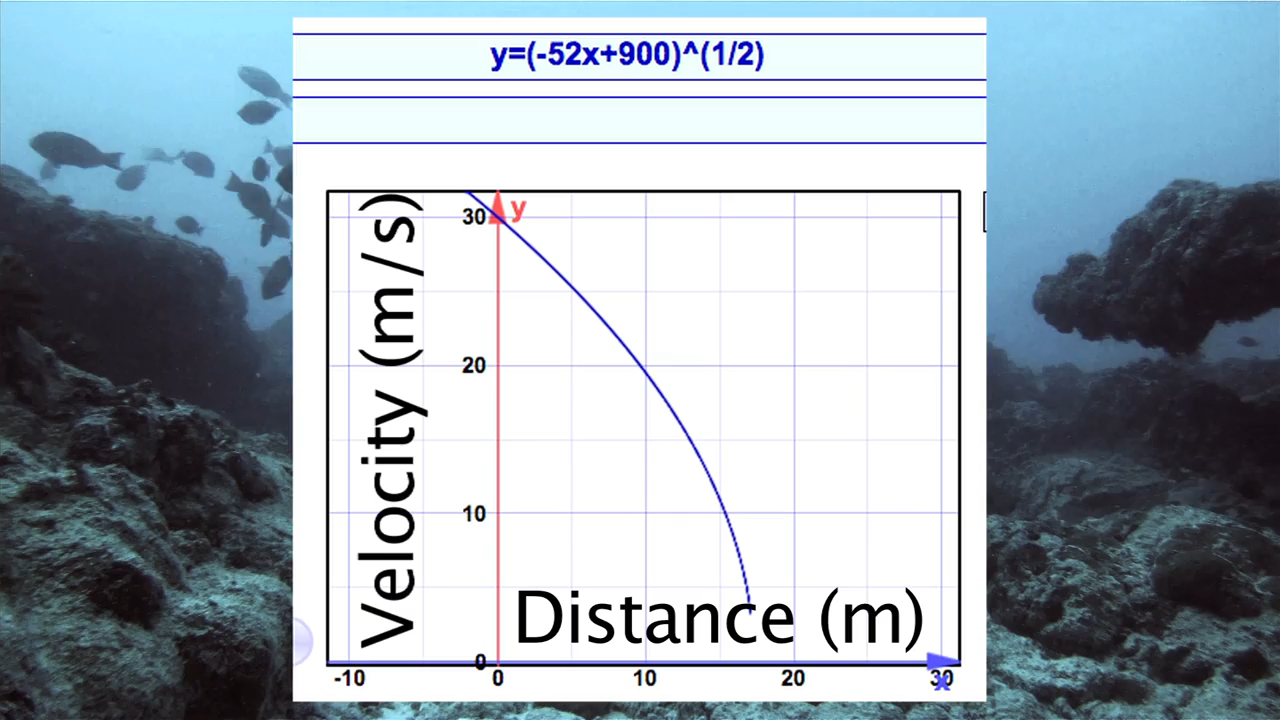 y=(-52x+900)^(1/2)
Velocity (m/s)
30
y
20
10
0
Distance (m)
-10 0 10 20 30
x